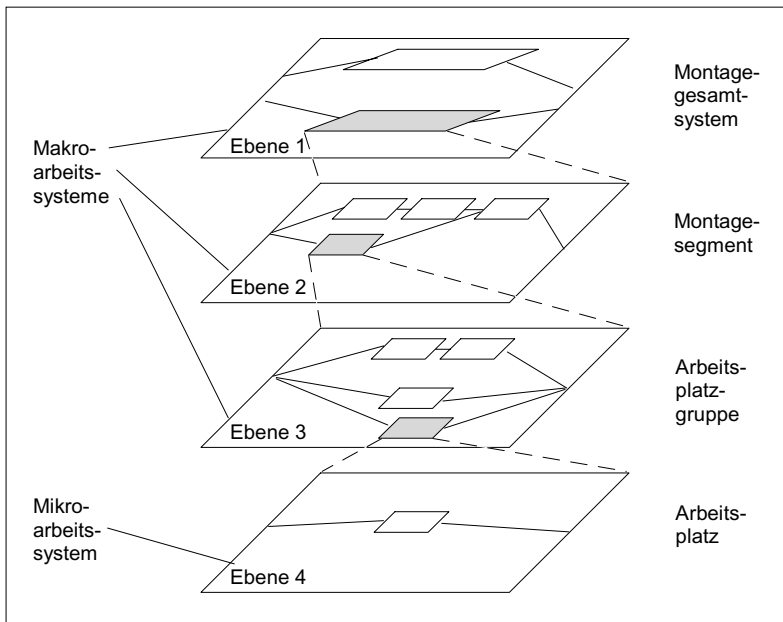 Montage-
gesamt-
system
Ebene 1
Makro-
arbeits-
systeme
Montage-
segment
Ebene 2
Arbeits-
platz-
gruppe
Ebene 3
Mikro-
arbeits-
system
Arbeits-
platz
Ebene 4